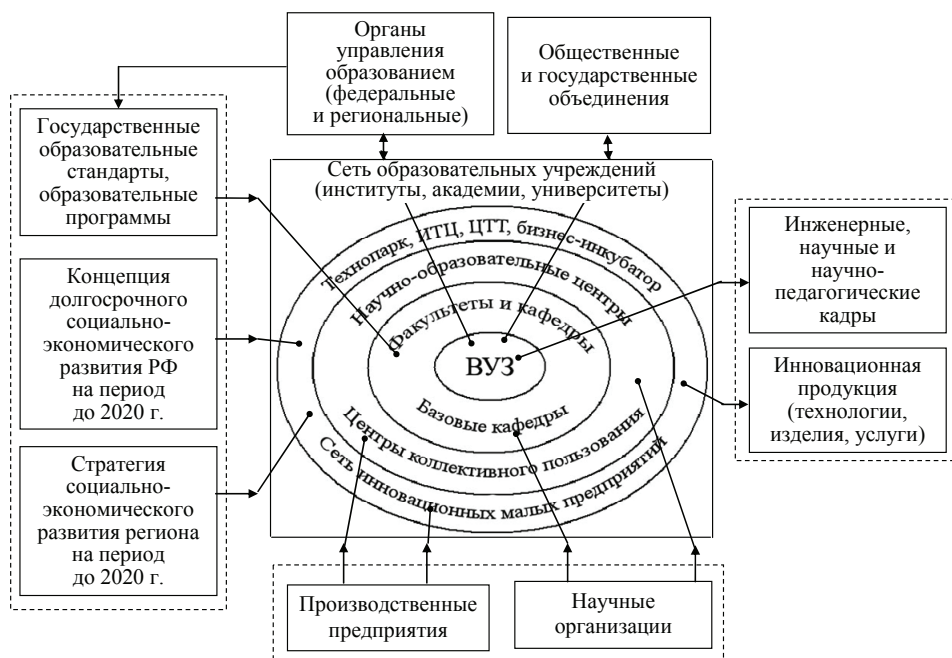 Органы
управления
образованием
(федеральные
и региональные)
Общественные
и государственные
объединения
Государственные
образовательные
стандарты,
образовательные
программы
Концепция
долгосрочного
социально-
экономического
развития РФ
на период
до 2020 г.
Стратегия
социально-
экономического
развития региона
на период
до 2020 г.
Сеть образовательных учреждений
(институты, академии, университеты)
Технопарк, ИТЦ, ЦТТ, бизнес-инкубатор
Научно-образовательные центры
Факультеты и кафедры
ВУЗ
Базовые кафедры
Центры коллективного пользования
Сеть инновационных малых предприятий
Инженерные,
научные и
научно-
педагогические
кадры
Инновационная
продукция
(технологии,
изделия, услуги)
Производственные
предприятия
Научные
организации